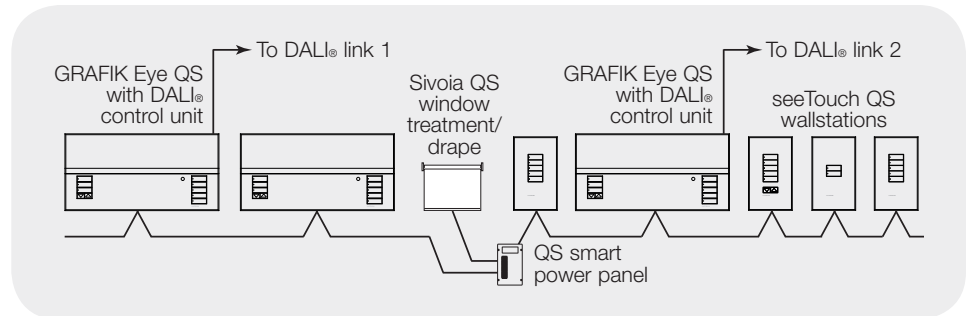 To DALI® link 1
GRAFIK Eye QS
with DALI®
control unit
Sivoia QS
window
treatment/
drape
To DALI® link 2
GRAFIK Eye QS
with DALI®
control unit
seeTouch QS
wallstations
QS smart
power panel